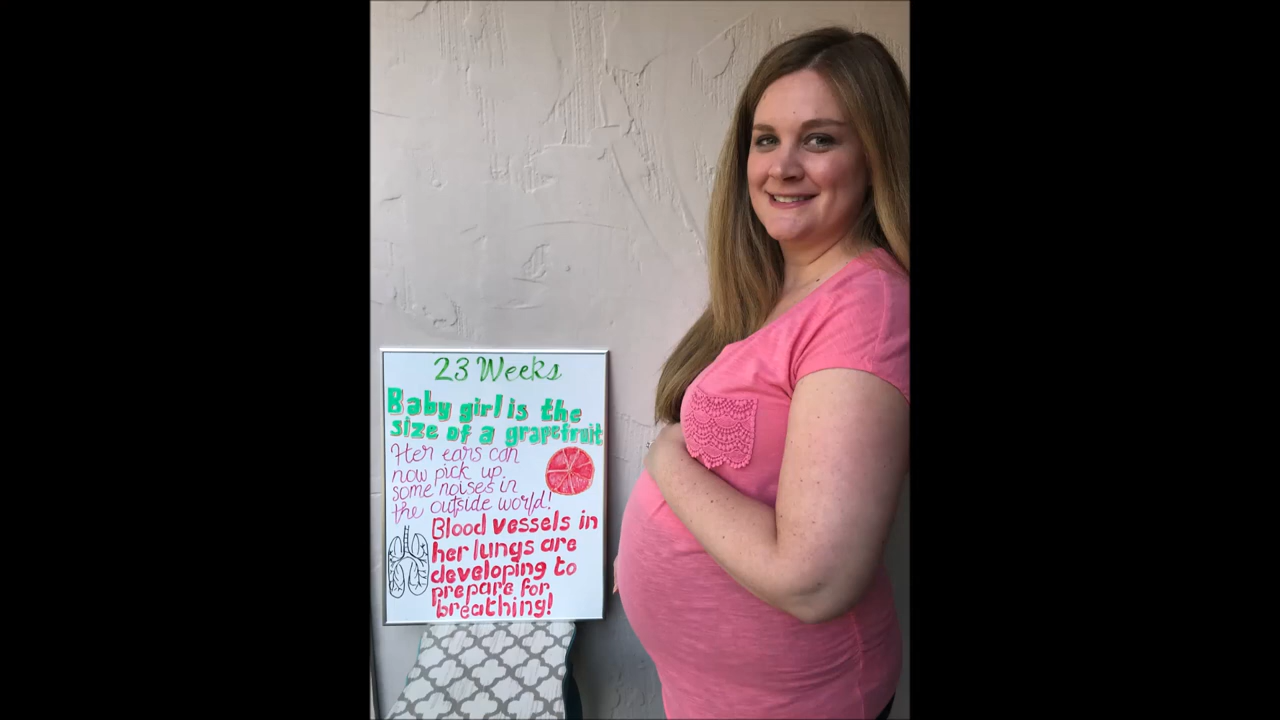 23 Weeks
Baby girl is the
size of a grapefruit
Her ears can
now pick up
some noises in
the outside world!
Blood vessels in
her lungs are
developing to
prepare for
breathing!